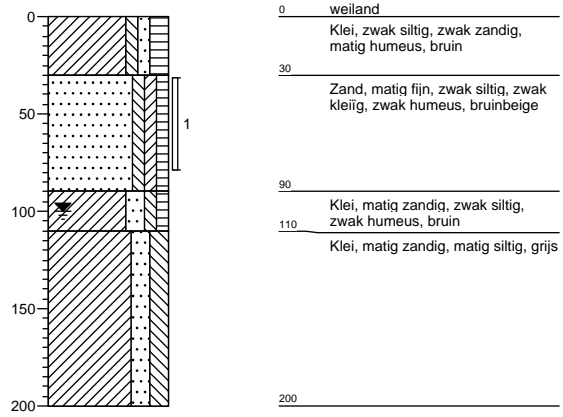 0
50
100
150
200
1
0 weiland
Klei, zwak siltig, zwak zandig,
matig humeus, bruin
30
Zand, matig fijn, zwak siltig, zwak
kleiïg, zwak humeus, bruinbeige
90
Klei, matig zandig, zwak siltig,
zwak humeus, bruin
110
Klei, matig zandig, matig siltig, grijs
200